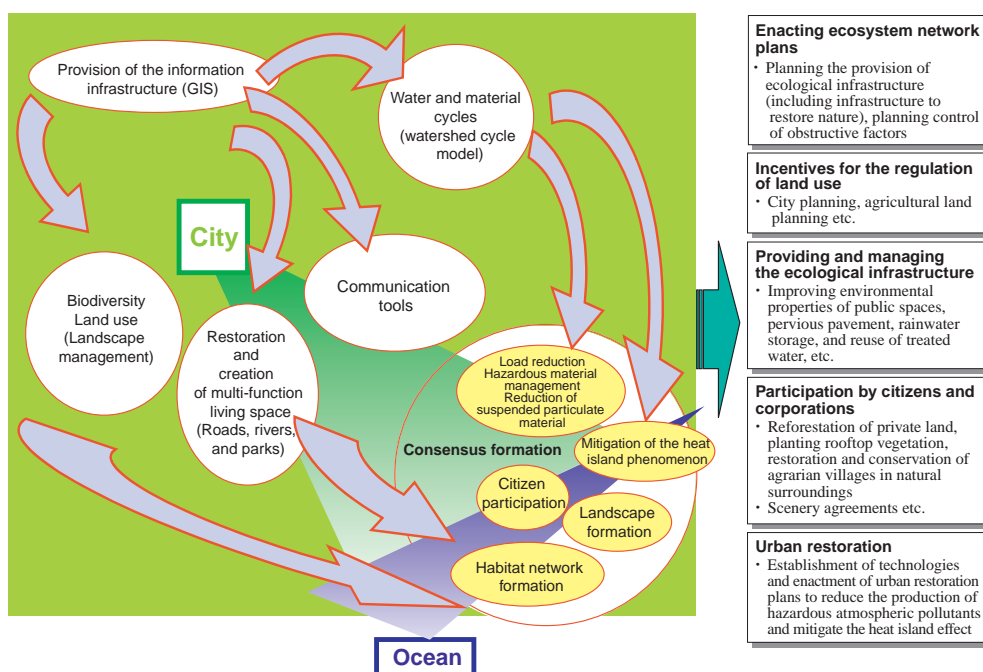 Provision of the information
infrastructure (GIS)
Water and material
cycles
(watershed cycle
model)
City
Communication
tools
Biodiversity
Land use
(Landscape
management)
Restoration
and
creation
of multi-function
living space
(Roads, rivers,
and parks)
Load reduction
Hazardous material
management
Reduction of
suspended particulate
material
Consensus formation
Mitigation of the heat
island phenomenon
Citizen
participation
Landscape
formation
Habitat network
formation
Ocean
Enacting ecosystem network
plans
・ Planning the provision of
ecological infrastructure
(including infrastructure to
restore nature), planning control
of obstructive factors
Incentives for the regulation
of land use
・ City planning, agricultural land
planning etc.
Providing and managing
the ecological infrastructure
・ Improving environmental
properties of public spaces,
pervious pavement, rainwater
storage, and reuse of treated
water, etc.
Participation by citizens and
corporations
・ Reforestation of private land,
planting rooftop vegetation,
restoration and conservation of
agrarian villages in natural
surroundings
・ Scenery agreements etc.
Urban restoration
・ Establishment of technologies
and enactment of urban restoration
plans to reduce the production of
hazardous atmospheric pollutants
and mitigate the heat island effect